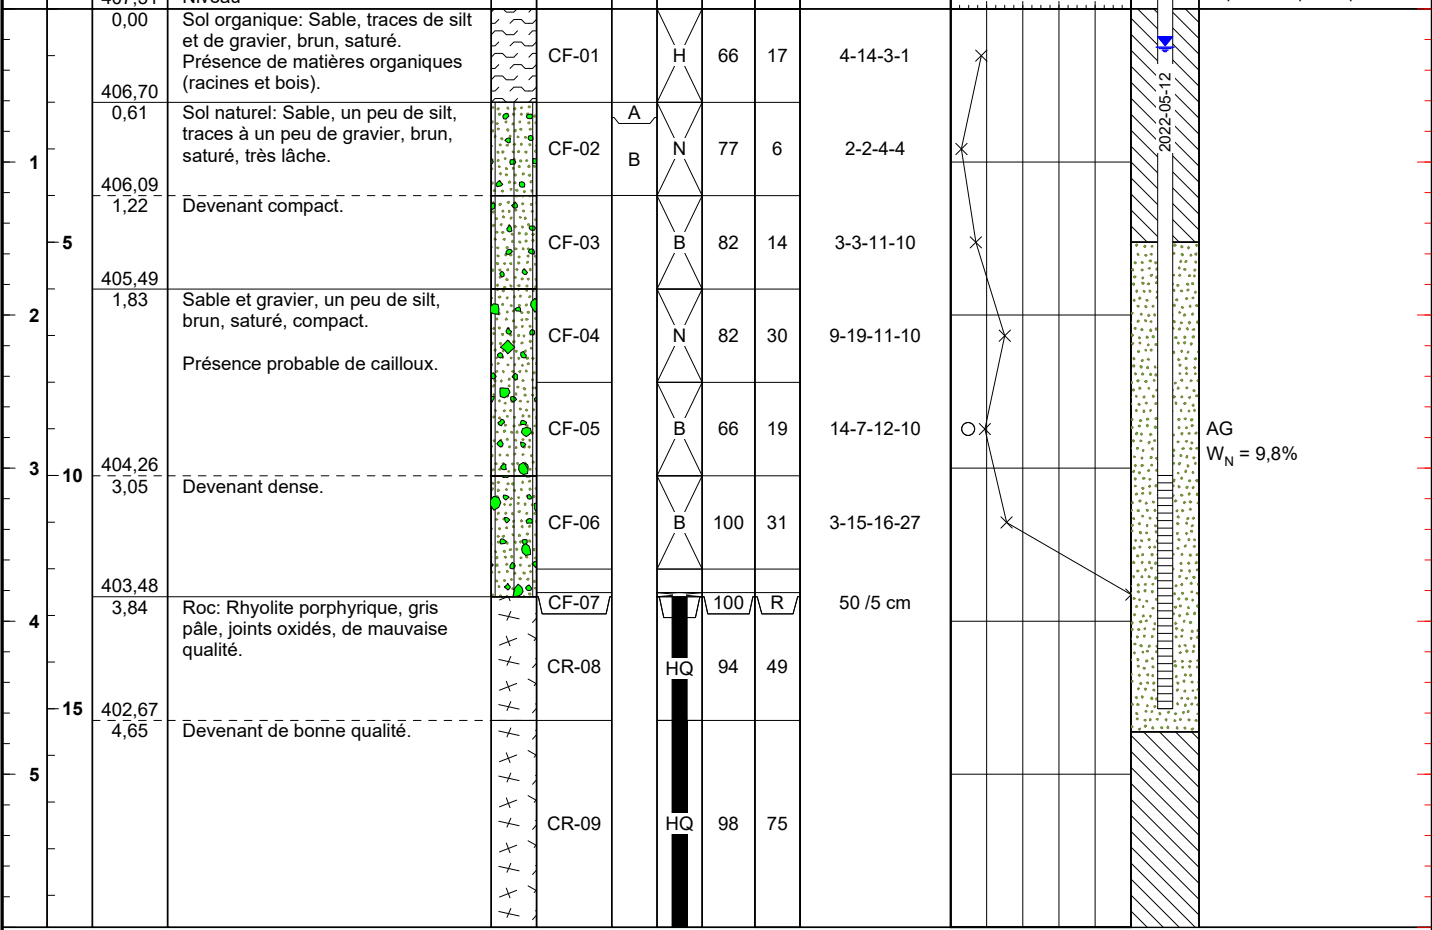 407,31 Niveau
0,00 Sol organique: Sable, traces de silt
et de gravier, brun, saturé.
Présence de matières organiques
(racines et bois).
CF-01 H 66 17 4-14-3-1
406,70
0,61 Sol naturel: Sable, un peu de silt,
traces à un peu de gravier, brun,
saturé, très lâche.
A
B
CF-02 N 77 6 2-2-4-4
2022-05-12
1
406,09
1,22 Devenant compact.
5
CF-03 B 82 14 3-3-11-10
405,49
1,83 Sable et gravier, un peu de silt,
brun, saturé, compact.
2
CF-04 N 82 30 9-19-11-10
Présence probable de cailloux.
CF-05 B 66 19 14-7-12-10
AG
WN = 9,8%
3
10
404,26
3,05 Devenant dense.
CF-06 B 100 31 3-15-16-27
403,48
3,84 Roc: Rhyolite porphyrique, gris
pâle, joints oxidés, de mauvaise
qualité.
CF-07 100 R 50 /5 cm
4
CR-08 HQ 94 49
15
402,67
4,65 Devenant de bonne qualité.
5
CR-09 HQ 98 75